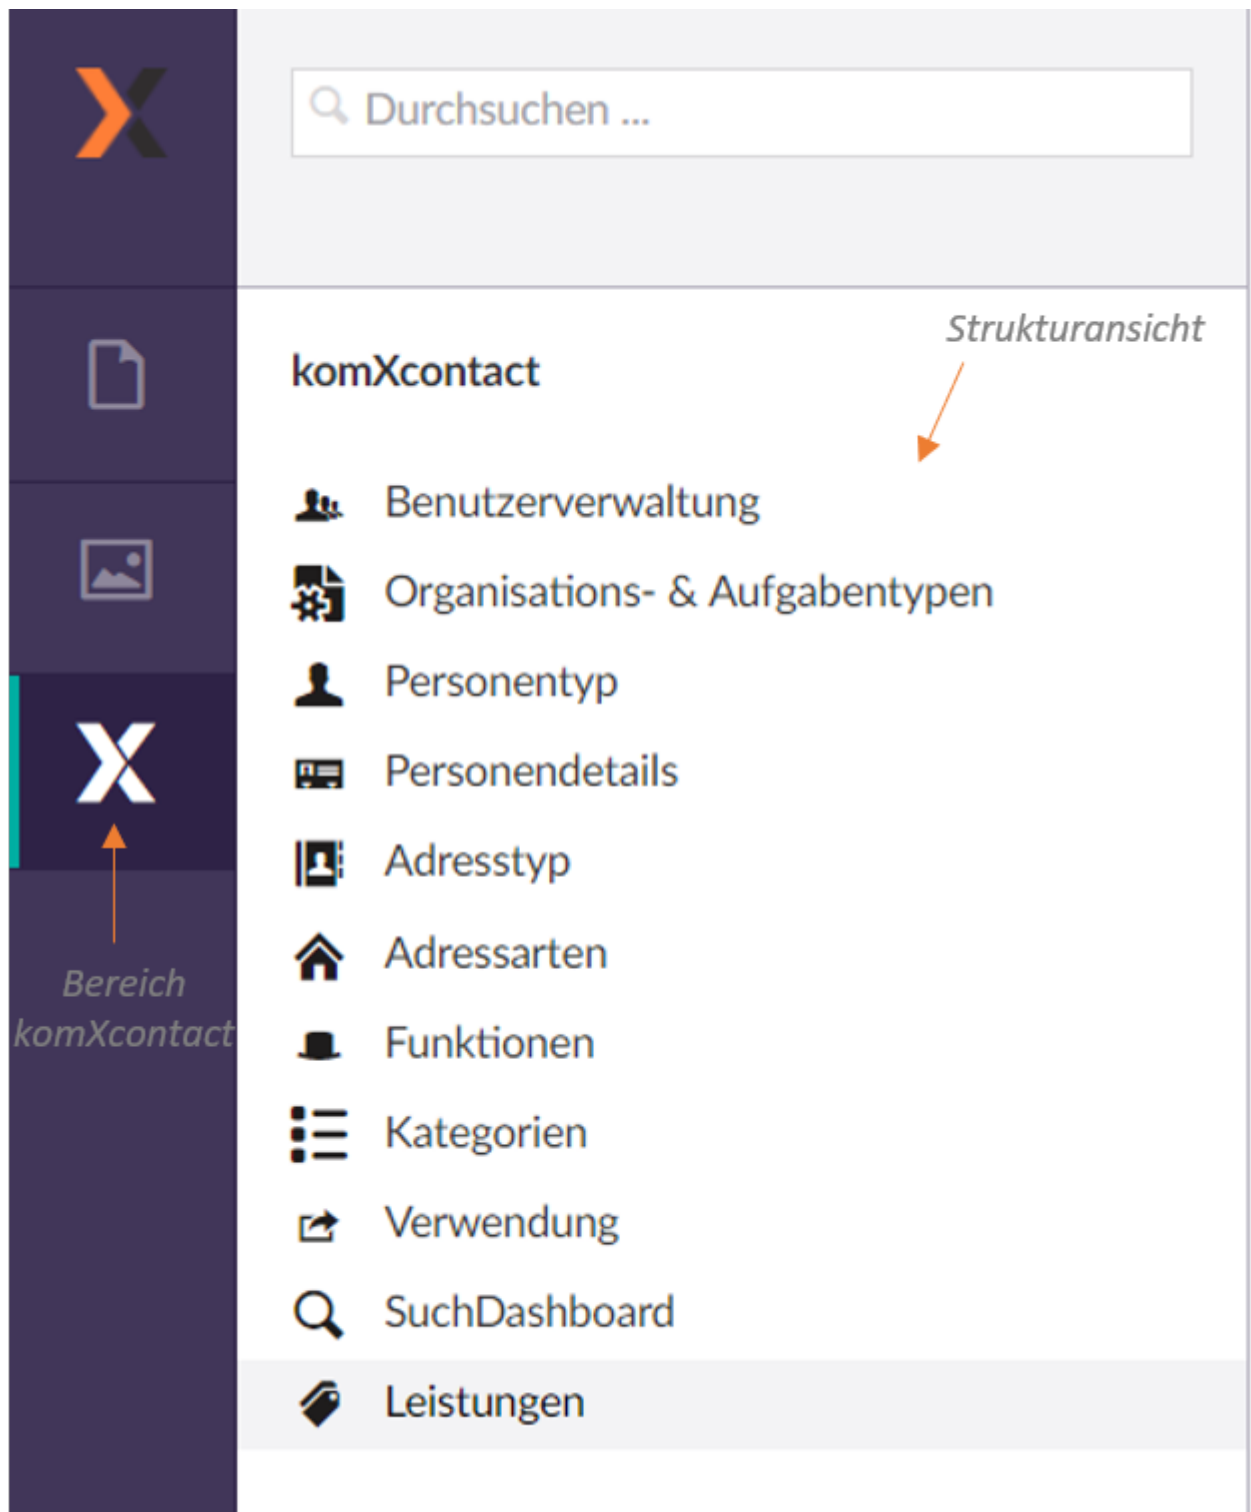 Durchsuchen ...
Strukturansicht
komXcontact
Benutzerverwaltung
Organisations- & Aufgabentypen
Personentyp
Personendetails
Adresstyp
Adressarten
Bereich
komXcontact
Funktionen
Kategorien
Verwendung
SuchDashboard
Leistungen